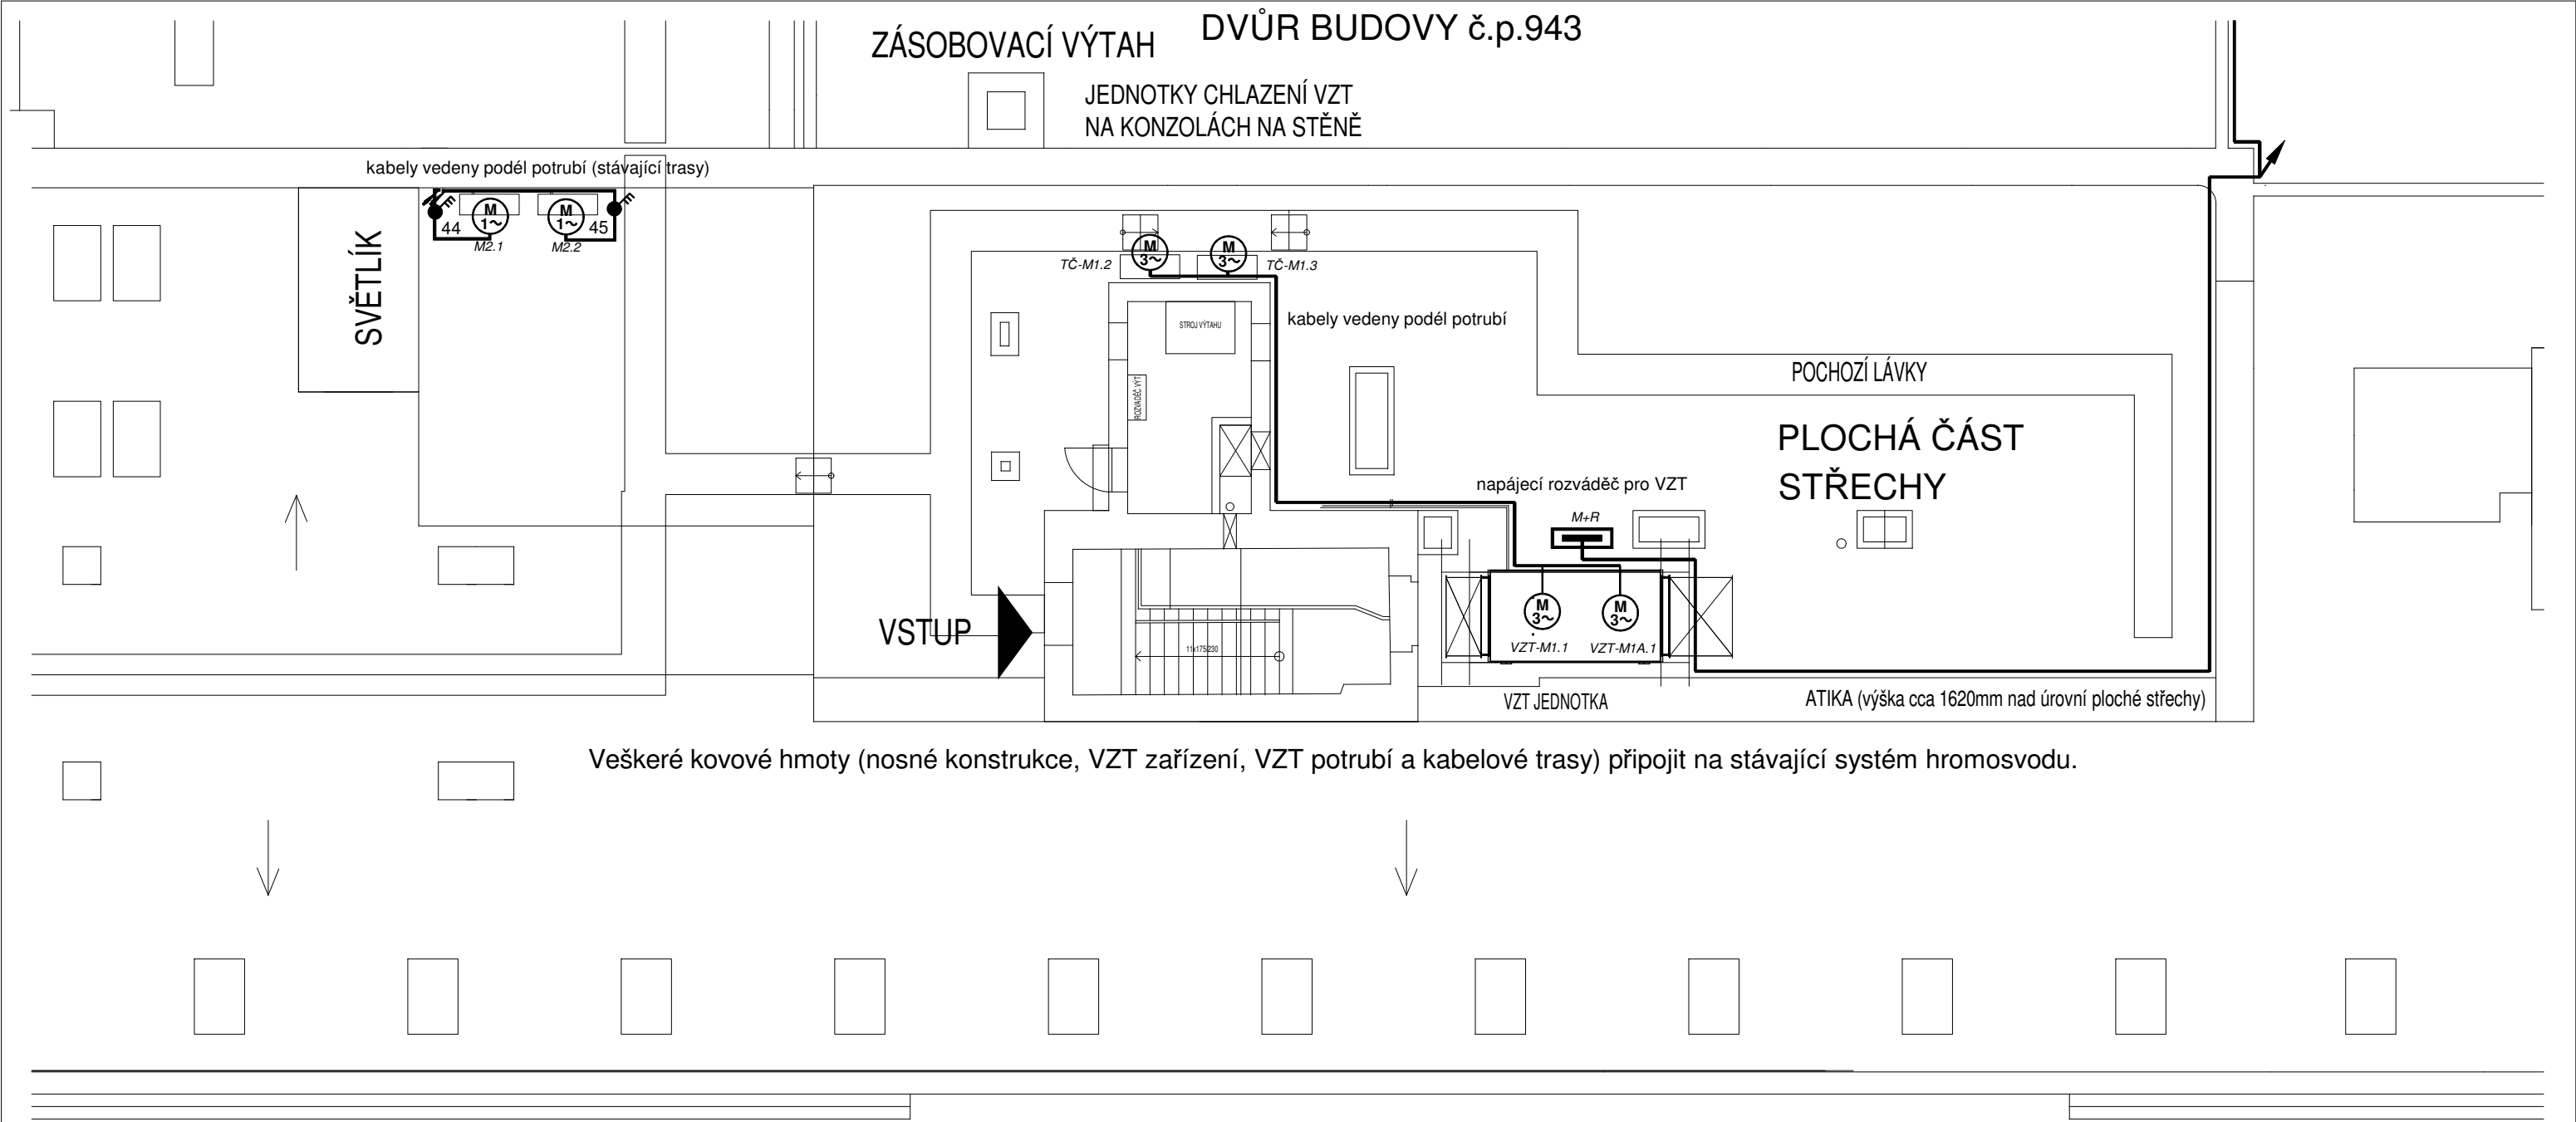 DVŮR BUDOVY č.p.943
ZÁSOBOVACÍ VÝTAH
JEDNOTKY CHLAZENÍ VZT
NA KONZOLÁCH NA STĚNĚ
kabely vedeny podél potrubí (stávající trasy)
M
1~
44
M2.1
M
1~
45
M2.2
SVĚTLÍK
M
3~
TČ-M1.2
M
3~
TČ-M1.3
STROJ VÝTAHU
kabely vedeny podél potrubí
ROZVADĚČ VÝT.
POCHOZÍ LÁVKY
PLOCHÁ ČÁST
STŘECHY
napájecí rozváděč pro VZT
M+R
VSTUP
11x175/230
M
3~
VZT-M1.1
M
3~
VZT-M1A.1
VZT JEDNOTKA
ATIKA (výška cca 1620mm nad úrovní ploché střechy)
Veškeré kovové hmoty (nosné konstrukce, VZT zařízení, VZT potrubí a kabelové trasy) připojit na stávající systém hromosvodu.